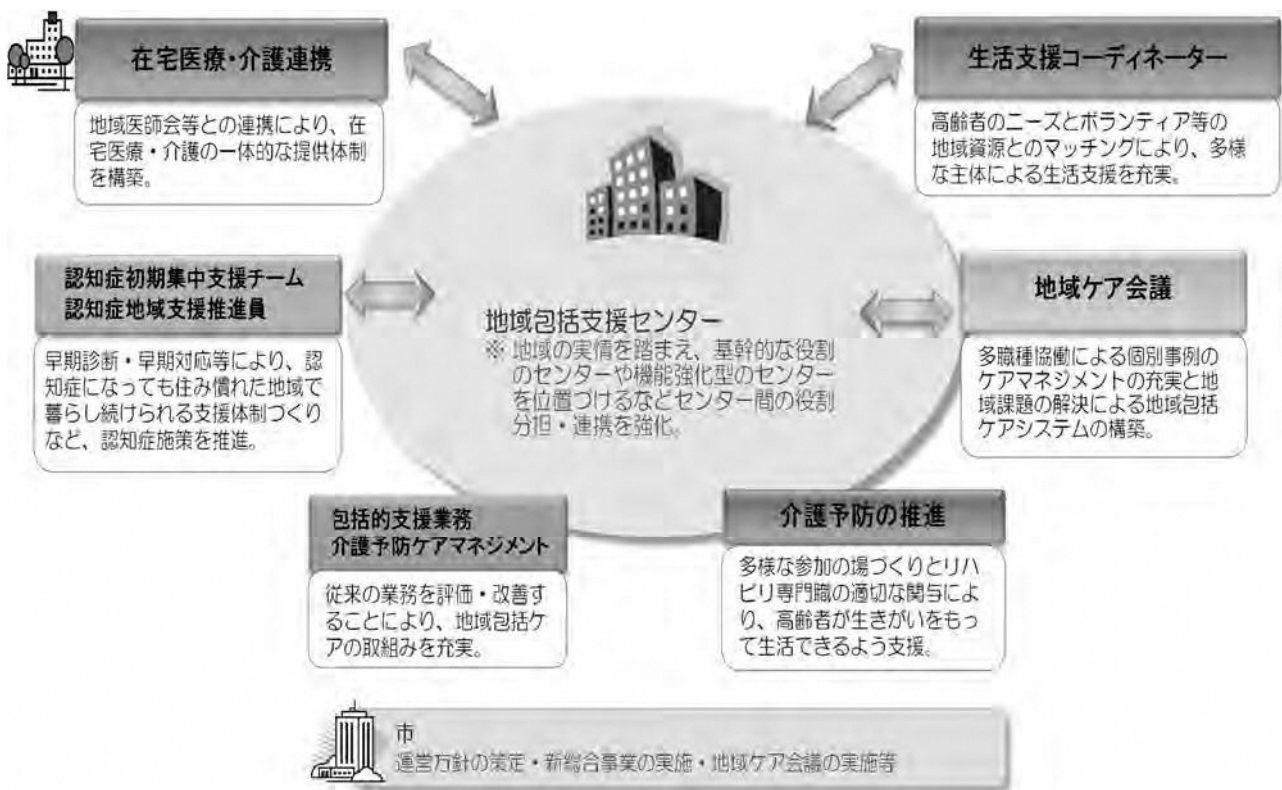 在宅医療・介護連携
地域医師会等との連携により、在
宅医療・介護の一体的な提供体制
を構築。
生活支援コーディネーター
高齢者のニーズとボランティア等の
地域資源とのマッチングにより、多様
な主体による生活支援を充実。
認知症初期集中支援チーム
認知症地域支援推進員
早期診断・早期対応等により、認
知症になっても住み慣れた地域で
暮らし続けられる支援体制づくり
など、認知症施策を推進。
地域包括支援センター
※ 地域の実情を踏まえ、基幹的な役割
のセンターや機能強化型のセンター
を位置づけるなどセンター間の役割
分担・連携を強化。
地域ケア会議
多職種協働による個別事例の
ケアマネジメントの充実と地
域課題の解決による地域包括
ケアシステムの構築。
包括的支援業務
介護予防ケアマネジメント
従来の業務を評価・改善す
ることにより、地域包括ケ
アの取組みを充実。
介護予防の推進
多様な参加の場づくりとリハ
ビリ専門職の適切な関与によ
り、高齢者が生きがいをもっ
て生活できるよう支援。
市
運営方針の策定・新総合事業の実施・地域ケア会議の実施等